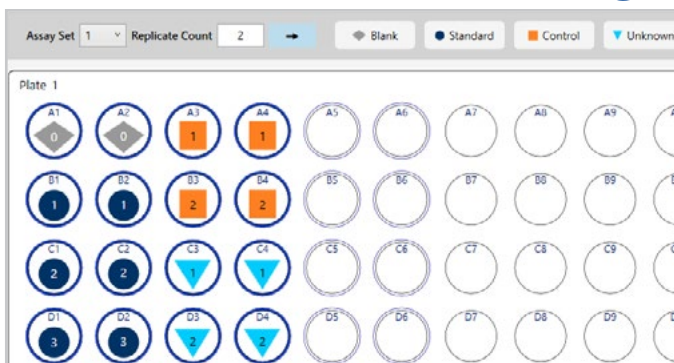 Assay Set 1 Replicate Count 2 Blank Standard Control Unknown
Plate 1
A1 A2 A3 A4 A5 A6 A7 A8 A9
0 0 1 1
B1 B2 B3 B4 B5 B6 B7 B8 B9
1 1 2 2
C1 C2 C3 C4 C5 C6 C7 C8 C9
2 2 1 1
D1 D2 D3 D4 D5 D6 D7 D8 D9
3 3 2 2